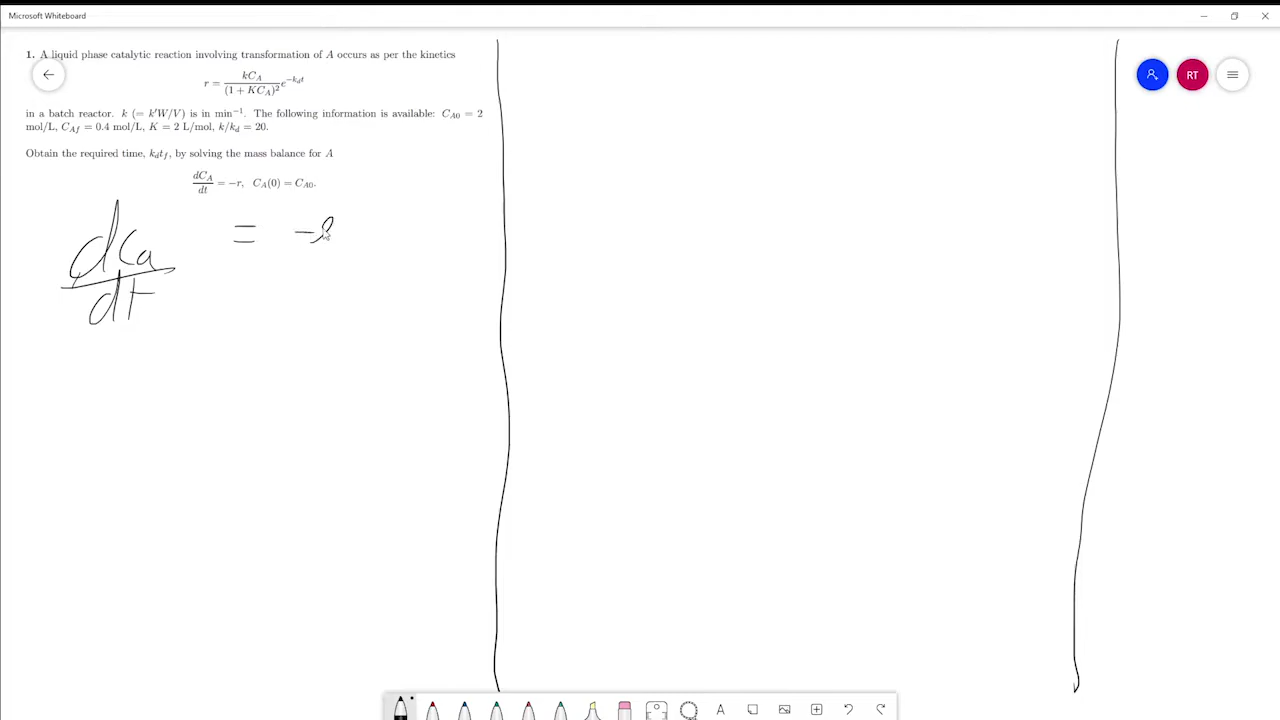 Microsoft Whiteboard
1. A liquid phase catalytic reaction involving transformation of A occurs as per the kinetics
r = kC_A / (1 + KC_A)² e^{−k_d t}
in a batch reactor. k (= k′W/V) is in min⁻¹. The following information is available: C_{A0} = 2
mol/L, C_{Af} = 0.4 mol/L, K = 2 L/mol, k/k_d = 20.
Obtain the required time, k_d t_f, by solving the mass balance for A
dC_A/dt = −r, C_A(0) = C_{A0}.
dCa/dt = -r
RT
A